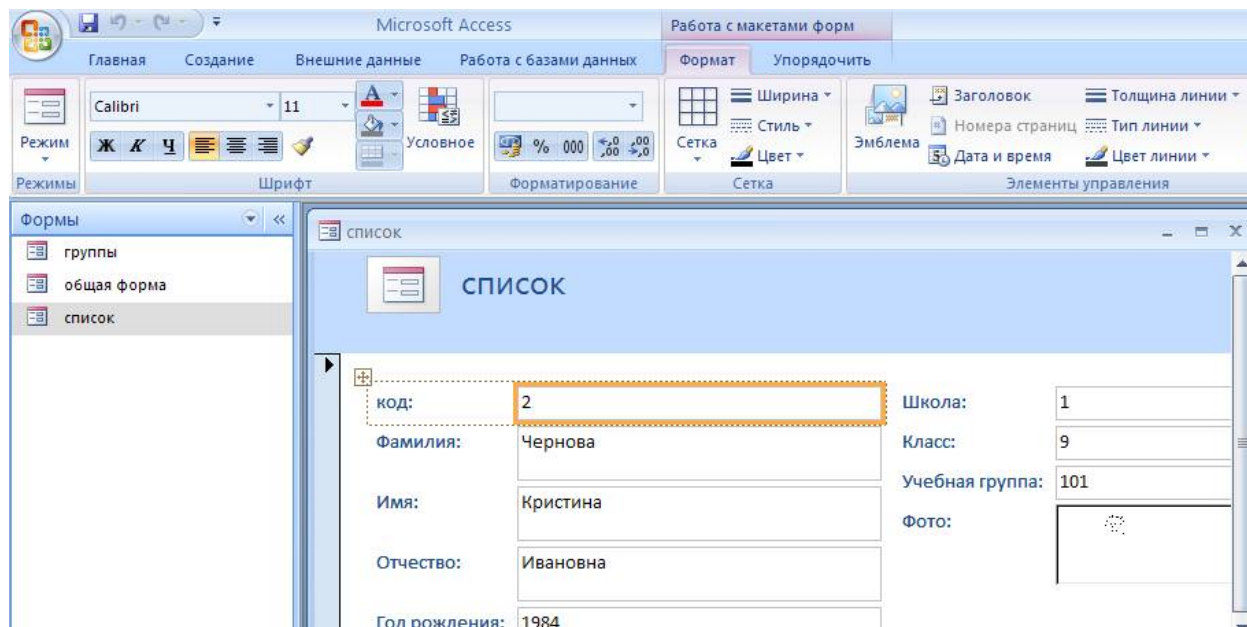 Microsoft Access
Работа с макетами форм
Главная Создание Внешние данные Работа с базами данных Формат Упорядочить
Calibri 11
Ж К Ч
Режим
Условное
% 000
Сетка
Ширина
Стиль
Цвет
Эмблема
Заголовок
Номера страниц
Дата и время
Толщина линии
Тип линии
Цвет линии
Режимы Шрифт Форматирование Сетка Элементы управления
Формы
группы
общая форма
список
список
список
код: 2
Фамилия: Чернова
Имя: Кристина
Отчество: Ивановна
Год рождения: 1984
Школа: 1
Класс: 9
Учебная группа: 101
Фото: